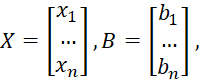 X = [x₁ ... xₙ], B = [b₁ ... bₙ],